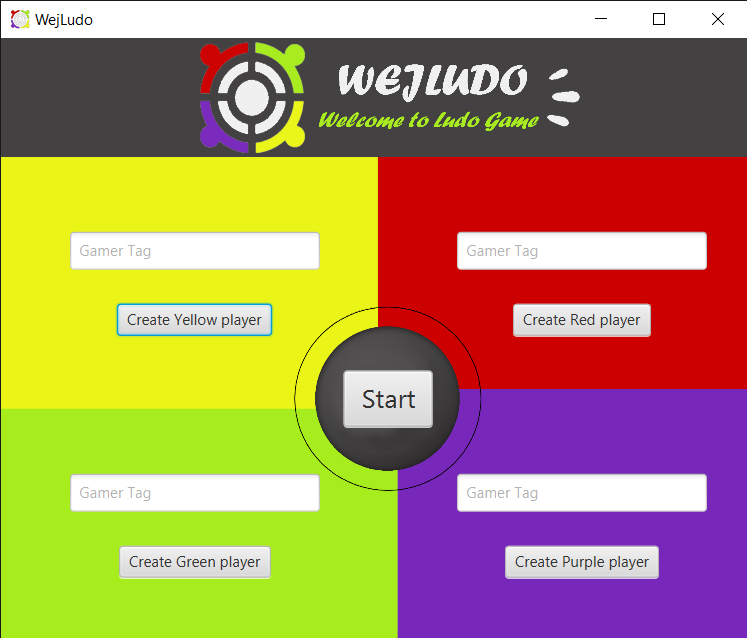 WejLudo
WEJLUDO
Welcome to Ludo Game
Gamer Tag
Gamer Tag
Create Yellow player
Create Red player
Start
Gamer Tag
Gamer Tag
Create Green player
Create Purple player